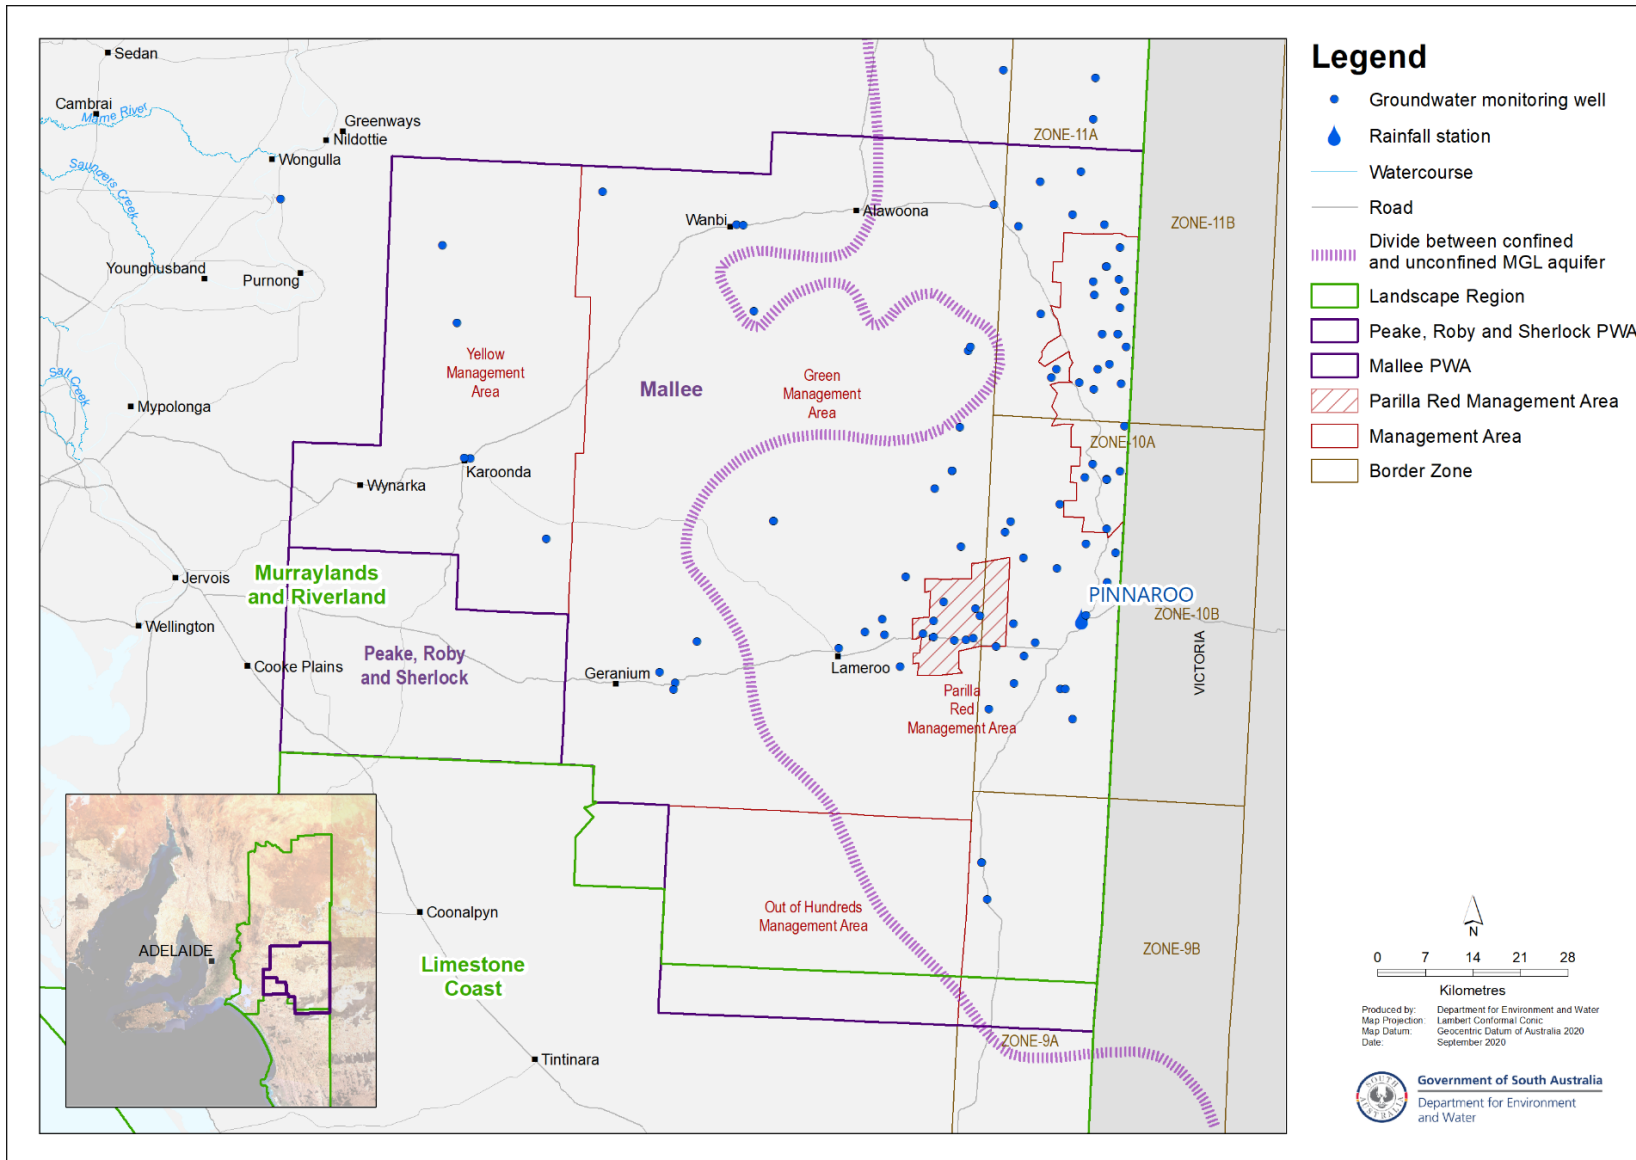 Sedan
Cambrai
Marne River
Greenways
Nildottie
Wongulla
Saunders Creek
Younghusband
Purnong
Salt Creek
Mypolonga
Wynarka
Karoonda
Jervois
Wellington
Cooke Plains
Murraylands
and Riverland
Peake, Roby
and Sherlock
Yellow
Management
Area
Mallee
Wanbi
Alawoona
Green
Management
Area
ZONE-11A
ZONE-11B
ZONE-10A
PINNAROO
ZONE-10B
VICTORIA
Geranium
Lameroo
Parilla
Red
Management Area
Out of Hundreds
Management Area
ZONE-9B
ZONE-9A
Coonalpyn
Limestone
Coast
Tintinara
ADELAIDE
Legend
Groundwater monitoring well
Rainfall station
Watercourse
Road
Divide between confined
and unconfined MGL aquifer
Landscape Region
Peake, Roby and Sherlock PWA
Mallee PWA
Parilla Red Management Area
Management Area
Border Zone
N
0 7 14 21 28
Kilometres
Produced by: Department for Environment and Water
Map Projection: Lambert Conformal Conic
Map Datum: Geocentric Datum of Australia 2020
Date: September 2020
SOUTH
AUSTRALIA
Government of South Australia
Department for Environment
and Water